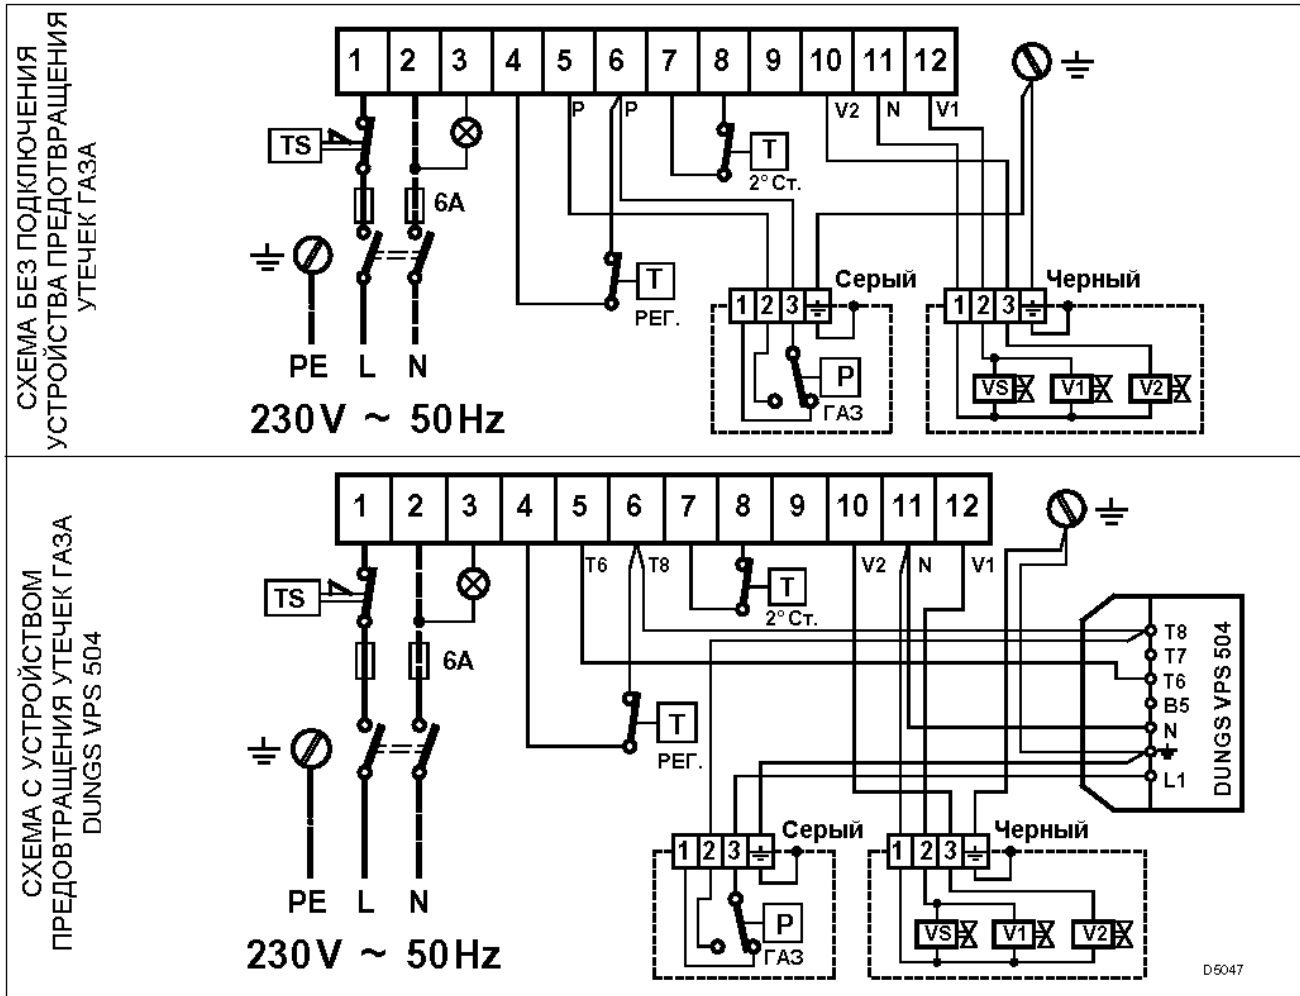 СХЕМА БЕЗ ПОДКЛЮЧЕНИЯ
УСТРОЙСТВА ПРЕДОТВРАЩЕНИЯ
УТЕЧЕК ГАЗА
1 2 3 4 5 6 7 8 9 10 11 12
P P V2 N V1
TS
T
2° Ст.
6A
T
РЕГ.
Серый
1 2 3
P
ГАЗ
Черный
1 2 3
VS V1 V2
PE L N
230V ~ 50Hz
СХЕМА С УСТРОЙСТВОМ
ПРЕДОВТРАЩЕНИЯ УТЕЧЕК ГАЗА
DUNGS VPS 504
1 2 3 4 5 6 7 8 9 10 11 12
T6 T8 V2 N V1
TS
T
2° Ст.
6A
T
РЕГ.
T8
T7
T6
B5
N
L1
DUNGS VPS 504
Серый
1 2 3
P
ГАЗ
Черный
1 2 3
VS V1 V2
PE L N
230V ~ 50Hz
D5047